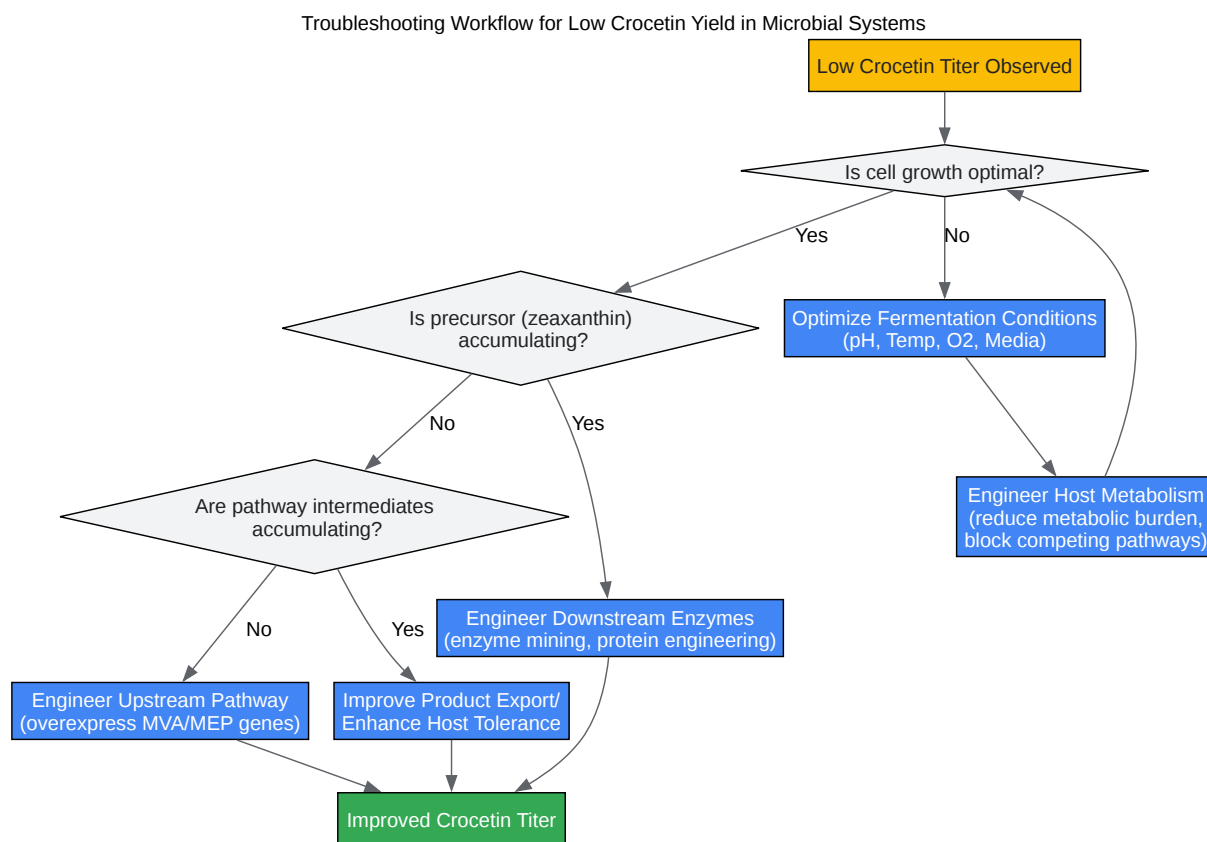 Troubleshooting Workflow for Low Crocetin Yield in Microbial Systems
Low Crocetin Titer Observed
Is cell growth optimal?
Yes
No
Is precursor (zeaxanthin)
accumulating?
Optimize Fermentation Conditions
(pH, Temp, O2, Media)
No
Yes
Are pathway intermediates
accumulating?
Engineer Host Metabolism
(reduce metabolic burden,
block competing pathways)
No
Yes
Engineer Downstream Enzymes
(enzyme mining, protein engineering)
Engineer Upstream Pathway
(overexpress MVA/MEP genes)
Improve Product Export/
Enhance Host Tolerance
Improved Crocetin Titer